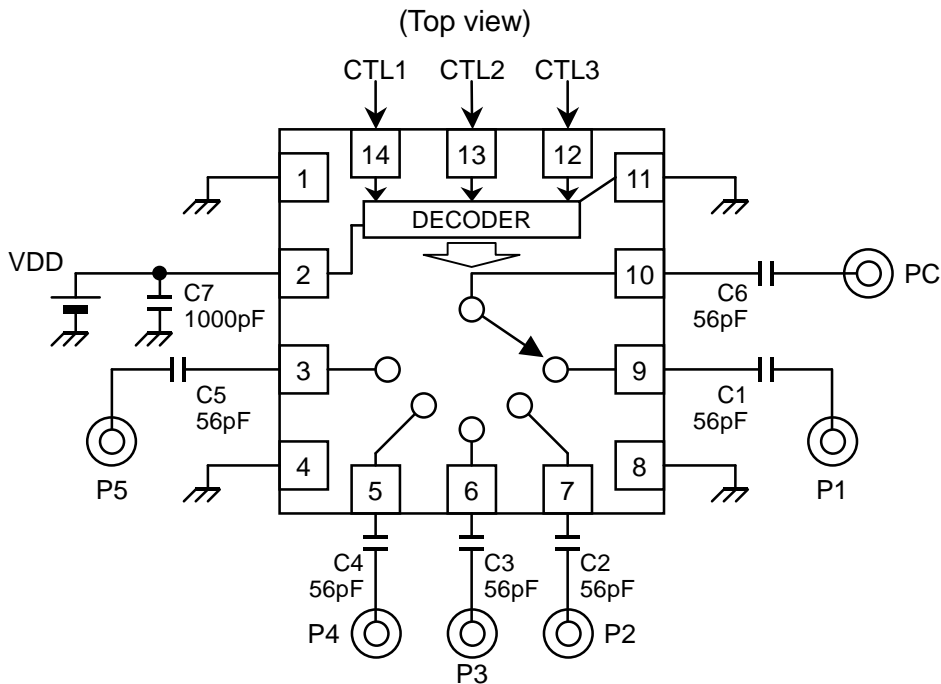 (Top view)
CTL1 CTL2 CTL3
14 13 12
1 11
DECODER
VDD
2 10 PC
C7
1000pF
C6
56pF
3 9
C5
56pF
C1
56pF
P5 4 8 P1
5 6 7
C4
56pF
C3
56pF
C2
56pF
P4 P3 P2